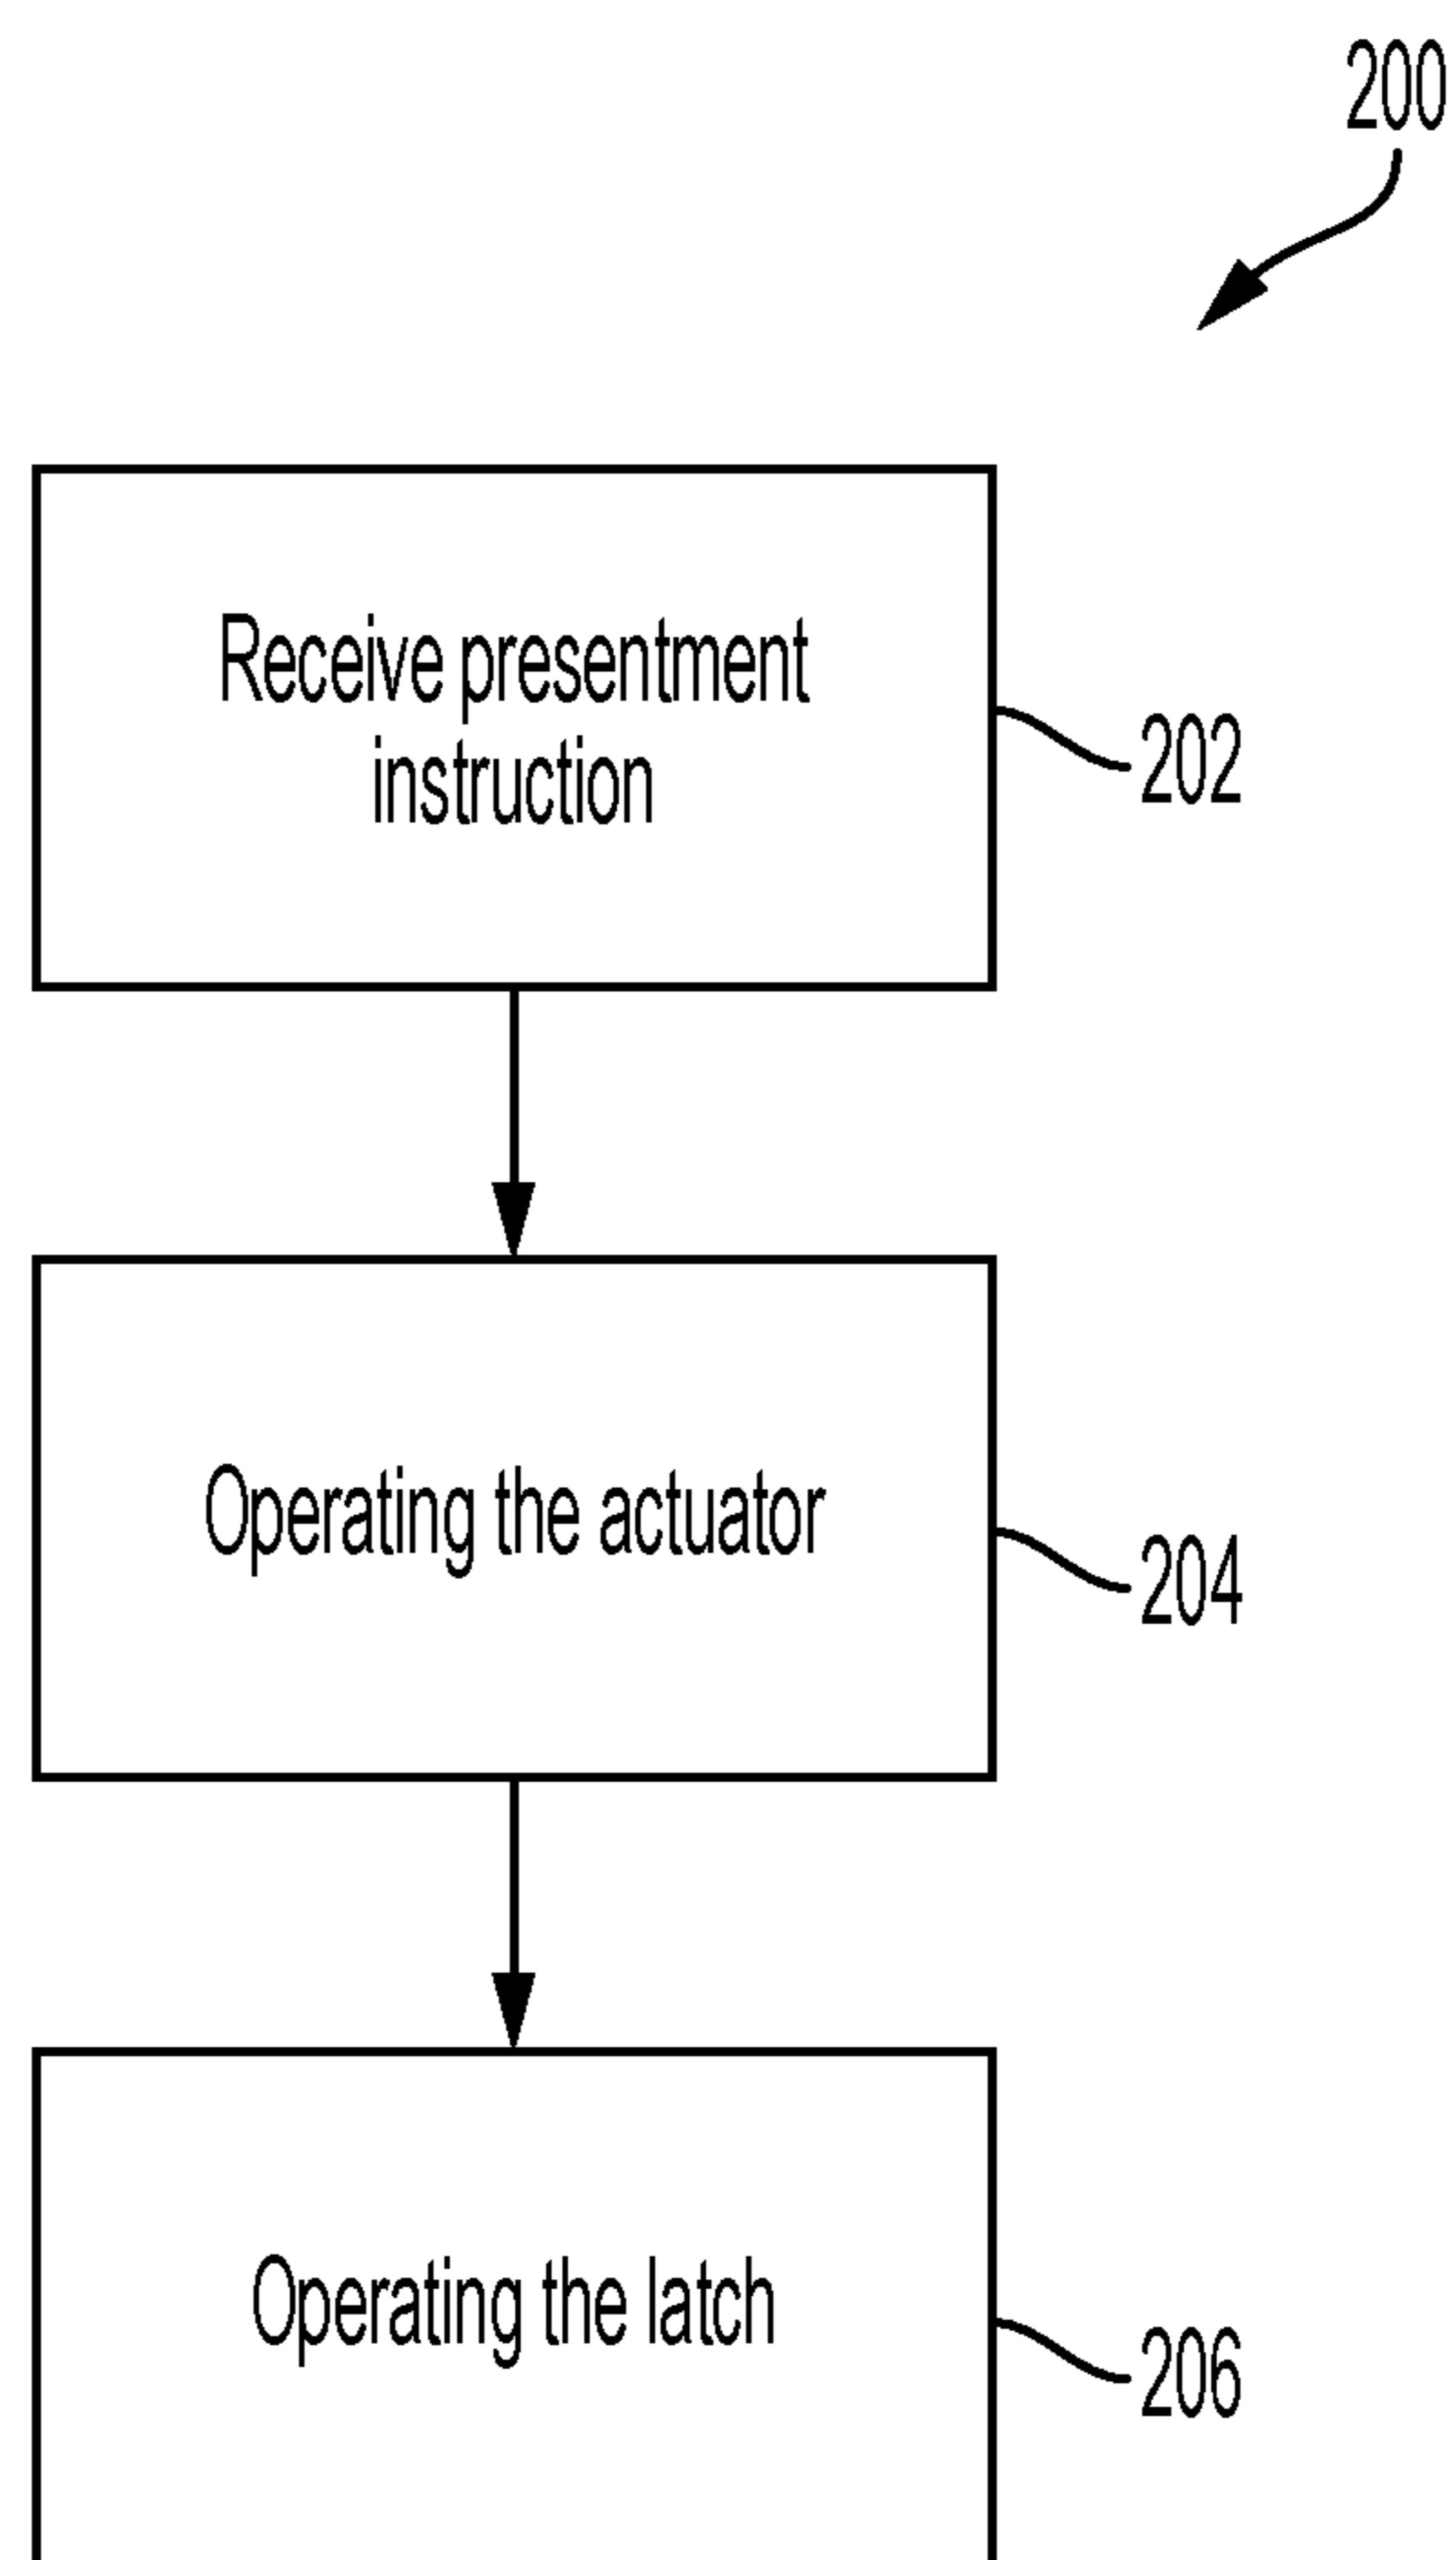 200
Receive presentment
instruction
202
Operating the actuator
204
Operating the latch
206